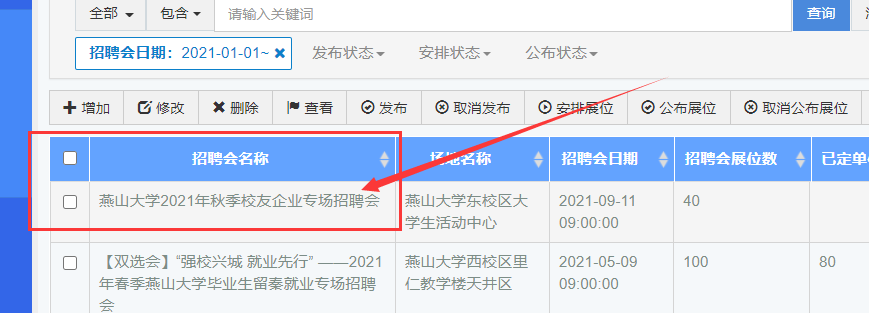 全部 包含 请输入关键词 查询
招聘会日期：2021-01-01~ 发布状态 安排状态 公布状态
增加 修改 删除 查看 发布 取消发布 安排展位 公布展位 取消公布展位
招聘会名称 场地名称 招聘会日期 招聘会展位数 已定单
燕山大学2021年秋季校友企业专场招聘会 燕山大学东校区大 2021-09-11 40
学生活动中心 09:00:00
【双选会】“强校兴城 就业先行” ——2021 燕山大学西校区里 2021-05-09 100 80
年春季燕山大学毕业生留秦就业专场招聘 仁教学楼天井区 09:00:00
会